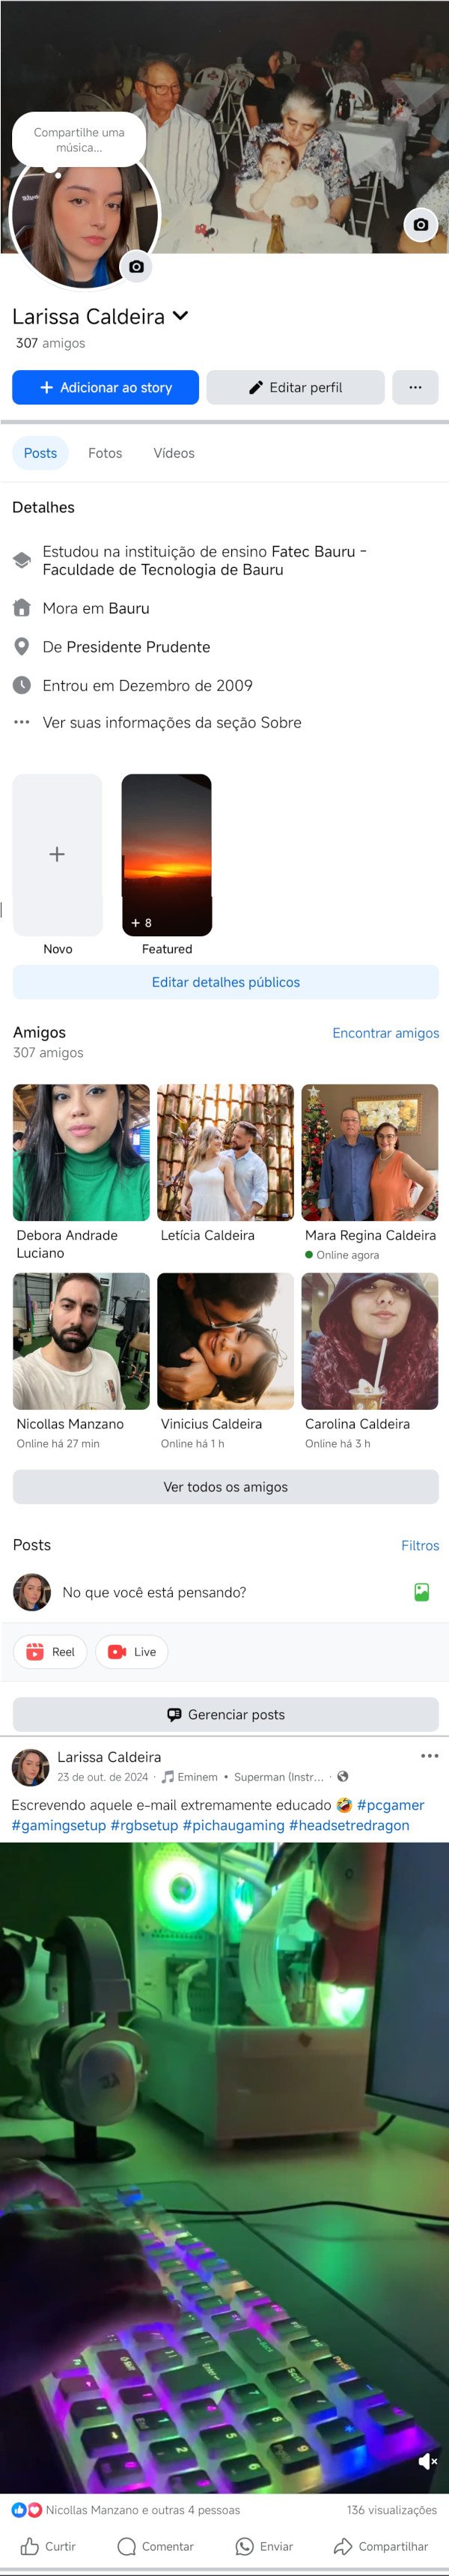 Compartilhe uma
música...
Larissa Caldeira
307 amigos
+ Adicionar ao story
Editar perfil
...
Posts
Fotos
Vídeos
Detalhes
Estudou na instituição de ensino Fatec Bauru -
Faculdade de Tecnologia de Bauru
Mora em Bauru
De Presidente Prudente
Entrou em Dezembro de 2009
... Ver suas informações da seção Sobre
+
+ 8
Novo
Featured
Editar detalhes públicos
Amigos
Encontrar amigos
307 amigos
Debora Andrade
Luciano
Letícia Caldeira
Mara Regina Caldeira
Online agora
Nicollas Manzano
Online há 27 min
Vinicius Caldeira
Online há 1 h
Carolina Caldeira
Online há 3 h
Ver todos os amigos
Posts
Filtros
No que você está pensando?
Reel
Live
Gerenciar posts
Larissa Caldeira
23 de out. de 2024 · Eminem • Superman (Instr... ·
Escrevendo aquele e-mail extremamente educado 🤣 #pcgamer
#gamingsetup #rgbsetup #pichaugaming #headsetredragon
Nicollas Manzano e outras 4 pessoas
136 visualizações
Curtir
Comentar
Enviar
Compartilhar